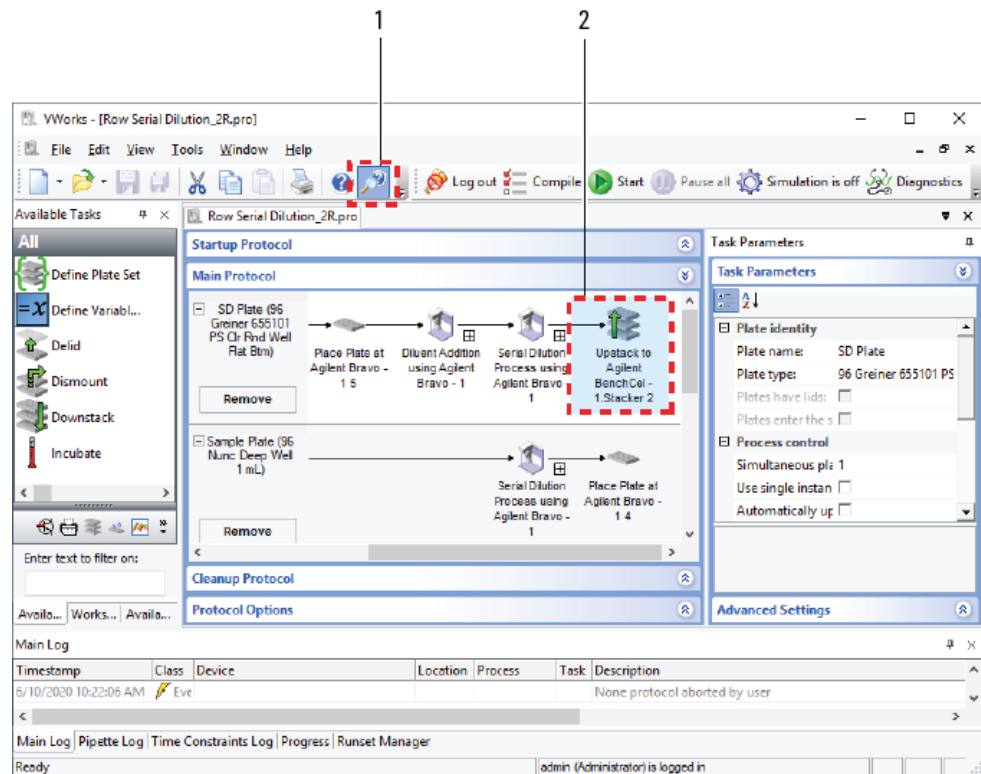 1
2
VWorks - [Row Serial Dilution_2R.pro]
File Edit View Tools Window Help
Log out Compile Start Pause all Simulation is off Diagnostics
Available Tasks
Row Serial Dilution_2R.pro
Task Parameters
All
Define Plate Set
=x Define Variabl...
Delid
Dismount
Downstack
Incubate
Enter text to filter on:
Availa... Works... Availa...
Startup Protocol
Main Protocol
SD Plate (96
Greiner 655101
PS Clr Rnd Well
Flat Btm)
Remove
Place Plate at
Agilent Bravo -
1 5
Diluent Addition
using Agilent
Bravo - 1
Serial Dilution
Process using
Agilent Bravo
1
Upstack to
Agilent
BenchCel -
1.Stacker 2
Sample Plate (96
Nunc Deep Well
1 mL)
Remove
Serial Dilution
Process using
Agilent Bravo -
1
Place Plate at
Agilent Bravo -
1 4
Cleanup Protocol
Protocol Options
Task Parameters
Plate identity
Plate name: SD Plate
Plate type: 96 Greiner 655101 PS
Plates have lids:
Plates enter the s
Process control
Simultaneous pla 1
Use single instan
Automatically up
Advanced Settings
Main Log
Timestamp Class Device Location Process Task Description
6/10/2020 10:22:06 AM Eve None protocol aborted by user
Main Log Pipette Log Time Constraints Log Progress Runset Manager
Ready admin (Administrator) is logged in